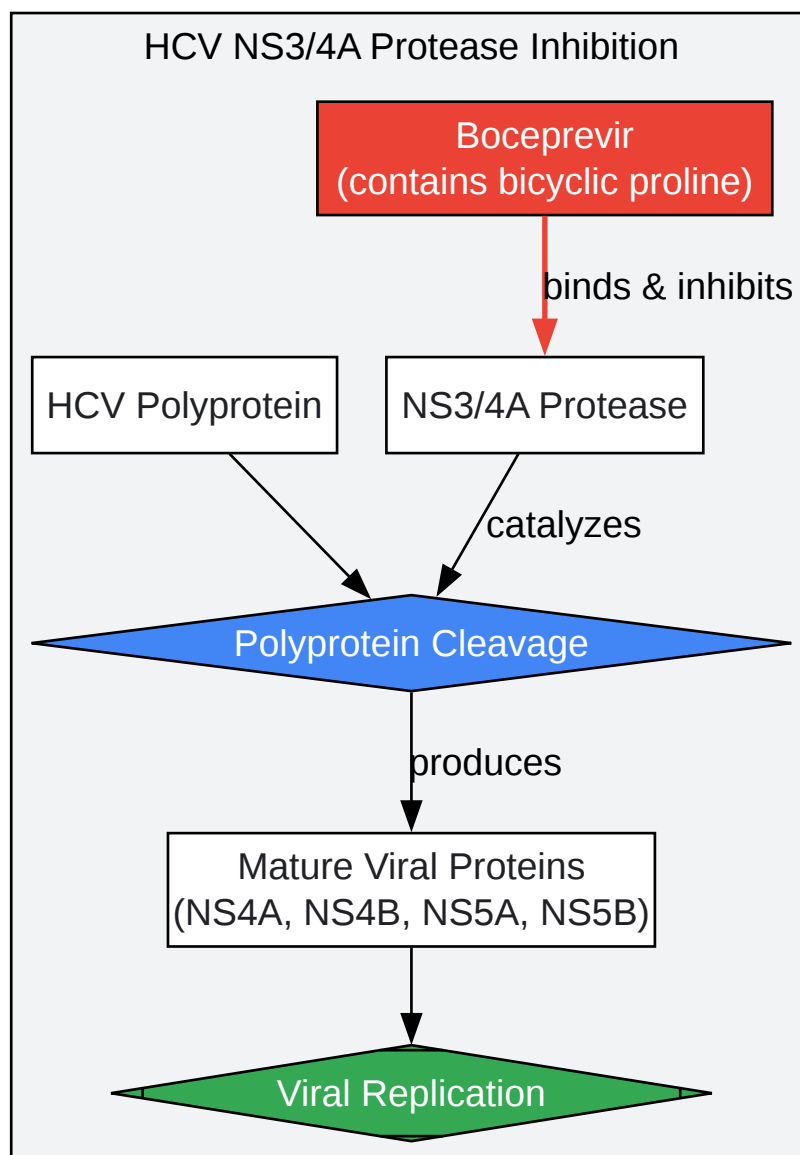 HCV NS3/4A Protease Inhibition
Boceprevir
(contains bicyclic proline)
binds & inhibits
HCV Polyprotein
NS3/4A Protease
catalyzes
Polyprotein Cleavage
produces
Mature Viral Proteins
(NS4A, NS4B, NS5A, NS5B)
Viral Replication